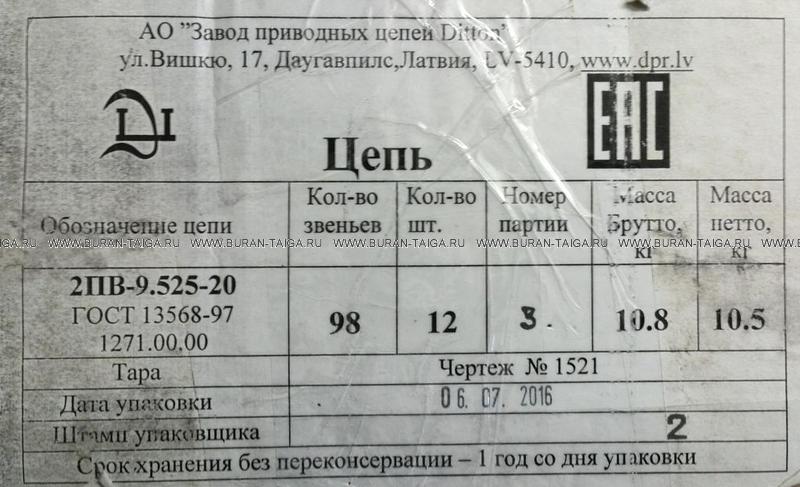 АО "Завод приводных цепей Ditton"
ул.Вишкю, 17, Даугавпилс,Латвия, LV-5410, www.dpr.lv
EAC
Цепь
Обозначение цепи
Кол-во
звеньев
Кол-во
шт.
Номер
партии
Масса
Брутто,
кг
Масса
нетто,
кг
WWW.BURAN-TAIGA.RU WWW.BURAN-TAIGA.RU WWW.BURAN-TAIGA.RU WWW.BURAN-TAIGA.RU WWW.BURAN-TAIGA.RU
2ПВ-9.525-20
ГОСТ 13568-97
1271.00.00
98
12
3.
10.8
10.5
Тара
Чертеж № 1521
Дата упаковки
06. 07. 2016
Штамп упаковщика
2
Срок хранения без переконсервации – 1 год со дня упаковки